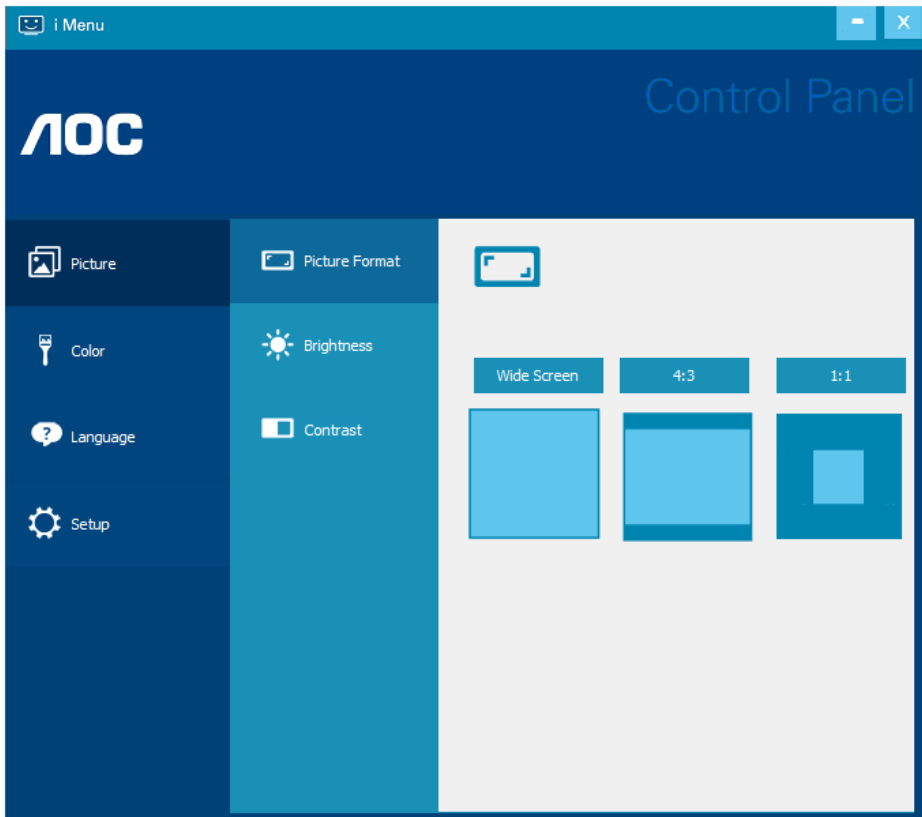 i Menu
Control Panel
AOC
Picture
Color
Language
Setup
Picture Format
Brightness
Contrast
Wide Screen
4:3
1:1